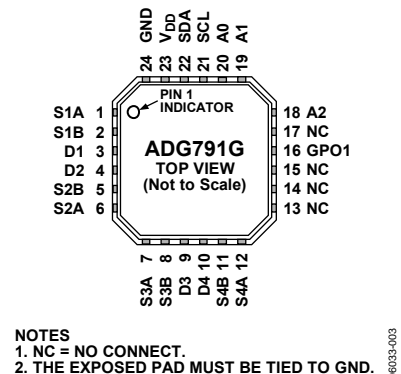 24 GND
23 VDD
22 SDA
21 SCL
20 A0
19 A1
PIN 1
INDICATOR
S1A 1
S1B 2
D1 3
D2 4
S2B 5
S2A 6
ADG791G
TOP VIEW
(Not to Scale)
18 A2
17 NC
16 GPO1
15 NC
14 NC
13 NC
S3A 7
S3B 8
D3 9
D4 10
S4B 11
S4A 12
NOTES
1. NC = NO CONNECT.
2. THE EXPOSED PAD MUST BE TIED TO GND.
6033-003